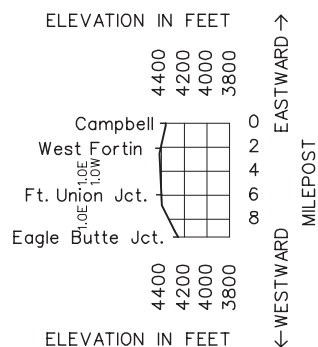 ELEVATION IN FEET
4400 4200 4000 3800
EASTWARD →
Campbell 0
West Fortin 2
1.0E
1.0W
4
Ft. Union Jct. 6
1.0E
8
Eagle Butte Jct.
MILEPOST
4400 4200 4000 3800
← WESTWARD
ELEVATION IN FEET